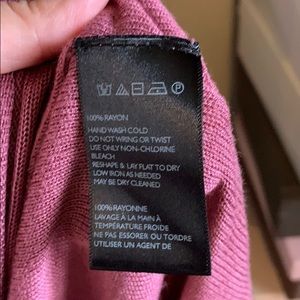 100% RAYON
HAND WASH COLD
DO NOT WRING OR TWIST
USE ONLY NON-CHLORINE
BLEACH
RESHAPE & LAY FLAT TO DRY
LOW IRON AS NEEDED
MAY BE DRY CLEANED
100% RAYONNE
LAVAGE À LA MAIN À
TEMPÉRATURE FROIDE
NE PAS ESSORER OU TORDRE
UTILISER UN AGENT DE